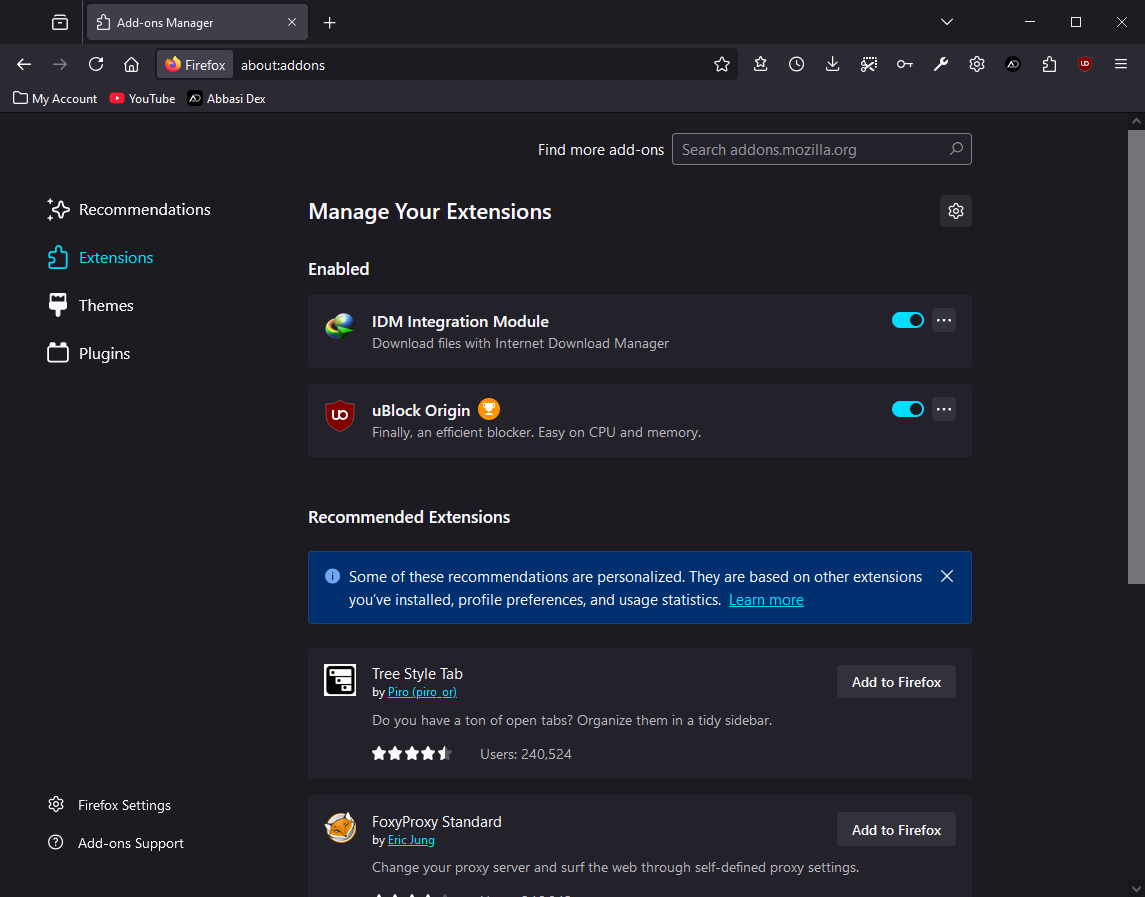 Add-ons Manager
Firefox
about:addons
My Account
YouTube
Abbasi Dex
Find more add-ons
Search addons.mozilla.org
Recommendations
Extensions
Themes
Plugins
Manage Your Extensions
Enabled
IDM Integration Module
Download files with Internet Download Manager
uBlock Origin
Finally, an efficient blocker. Easy on CPU and memory.
Recommended Extensions
Some of these recommendations are personalized. They are based on other extensions
you've installed, profile preferences, and usage statistics. Learn more
Tree Style Tab
by Piro (piro_or)
Add to Firefox
Do you have a ton of open tabs? Organize them in a tidy sidebar.
Users: 240,524
FoxyProxy Standard
by Eric Jung
Add to Firefox
Change your proxy server and surf the web through self-defined proxy settings.
Firefox Settings
Add-ons Support